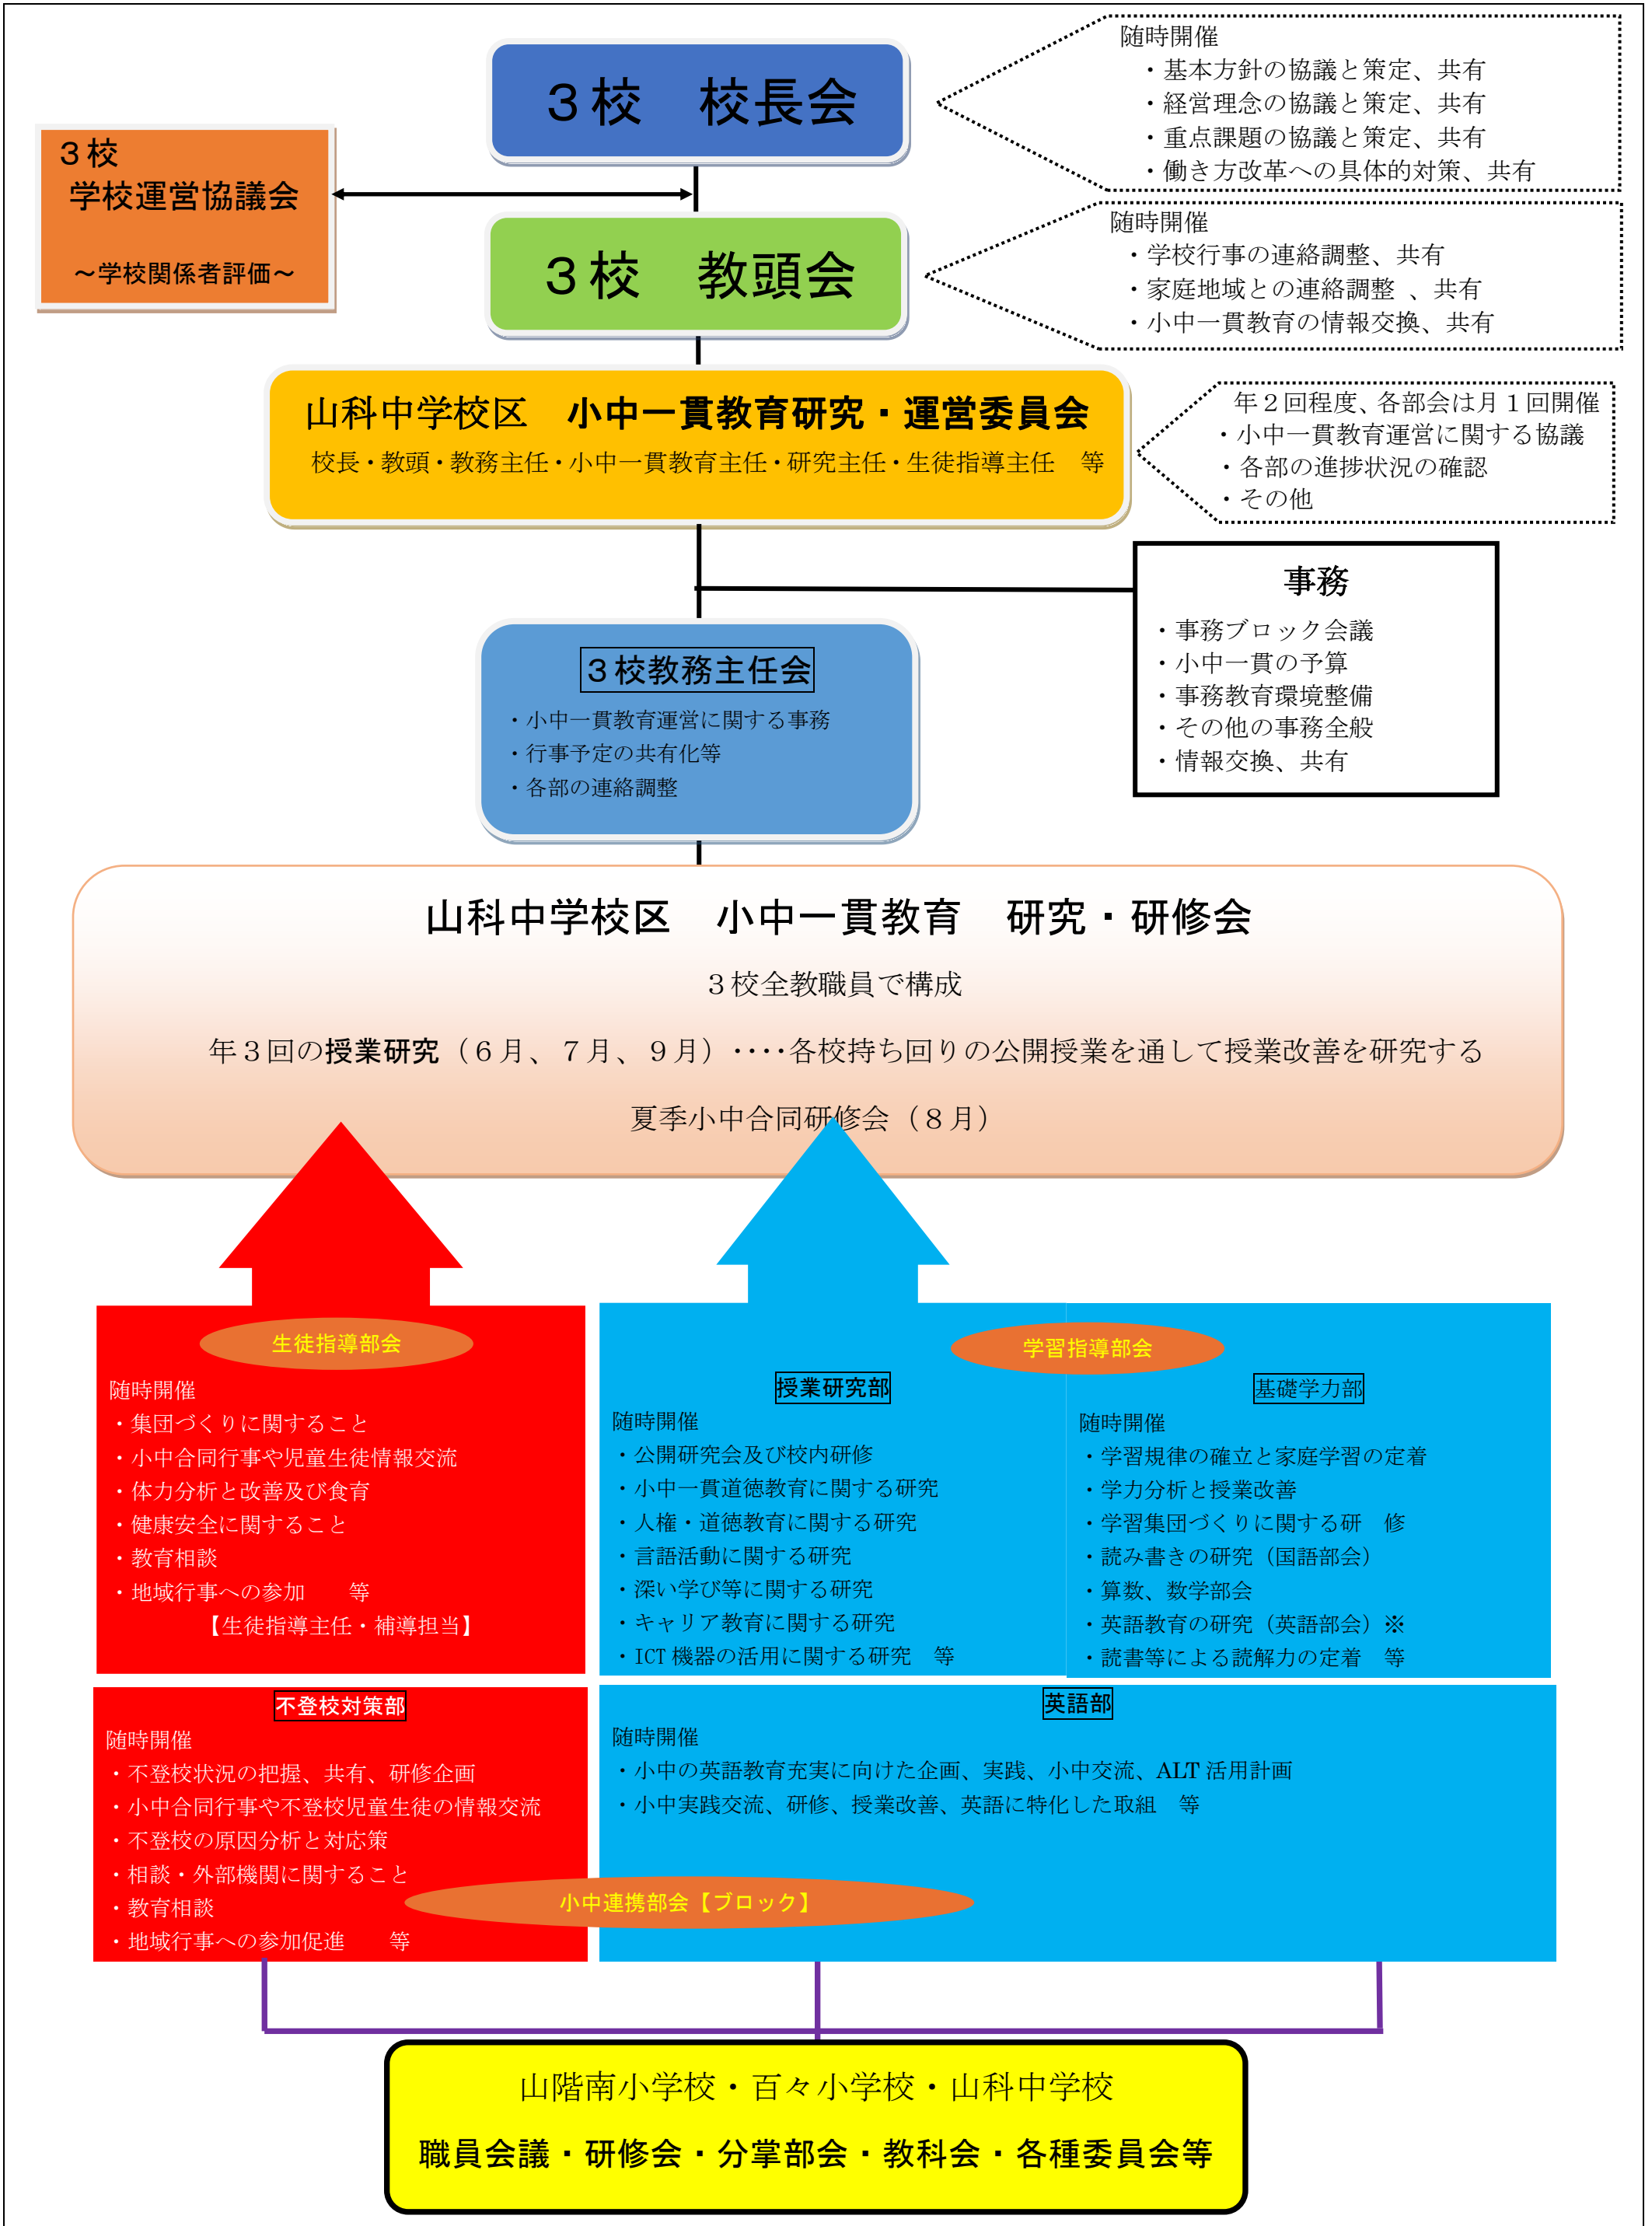 ３校　校長会
随時開催
・基本方針の協議と策定、共有
・経営理念の協議と策定、共有
・重点課題の協議と策定、共有
・働き方改革への具体的対策、共有
３校
学校運営協議会
～学校関係者評価～
３校　教頭会
随時開催
・学校行事の連絡調整、共有
・家庭地域との連絡調整 、共有
・小中一貫教育の情報交換、共有
山科中学校区　小中一貫教育研究・運営委員会
校長・教頭・教務主任・小中一貫教育主任・研究主任・生徒指導主任　等
年２回程度、各部会は月１回開催
・小中一貫教育運営に関する協議
・各部の進捗状況の確認
・その他
事務
・事務ブロック会議
・小中一貫の予算
・事務教育環境整備
・その他の事務全般
・情報交換、共有
３校教務主任会
・小中一貫教育運営に関する事務
・行事予定の共有化等
・各部の連絡調整
山科中学校区　小中一貫教育　研究・研修会
３校全教職員で構成
年３回の授業研究（６月、７月、９月）････各校持ち回りの公開授業を通して授業改善を研究する
夏季小中合同研修会（８月）
生徒指導部会
随時開催
・集団づくりに関すること
・小中合同行事や児童生徒情報交流
・体力分析と改善及び食育
・健康安全に関すること
・教育相談
・地域行事への参加　　等
【生徒指導主任・補導担当】
学習指導部会
授業研究部
随時開催
・公開研究会及び校内研修
・小中一貫道徳教育に関する研究
・人権・道徳教育に関する研究
・言語活動に関する研究
・深い学び等に関する研究
・キャリア教育に関する研究
・ICT 機器の活用に関する研究　等
基礎学力部
随時開催
・学習規律の確立と家庭学習の定着
・学力分析と授業改善
・学習集団づくりに関する研　修
・読み書きの研究（国語部会）
・算数、数学部会
・英語教育の研究（英語部会）※
・読書等による読解力の定着　等
不登校対策部
随時開催
・不登校状況の把握、共有、研修企画
・小中合同行事や不登校児童生徒の情報交流
・不登校の原因分析と対応策
・相談・外部機関に関すること
・教育相談
・地域行事への参加促進　　等
英語部
随時開催
・小中の英語教育充実に向けた企画、実践、小中交流、ALT 活用計画
・小中実践交流、研修、授業改善、英語に特化した取組　等
小中連携部会【ブロック】
山階南小学校・百々小学校・山科中学校
職員会議・研修会・分掌部会・教科会・各種委員会等